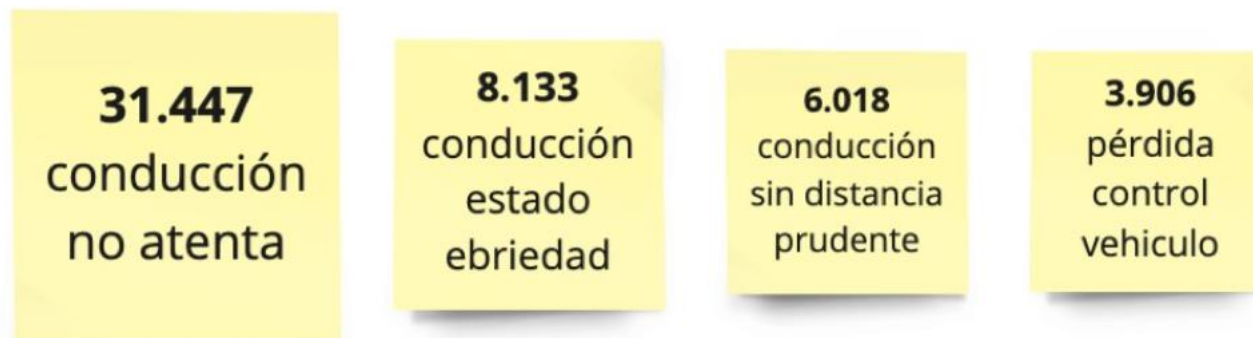 31.447
conducción
no atenta
8.133
conducción
estado
ebriedad
6.018
conducción
sin distancia
prudente
3.906
pérdida
control
vehiculo